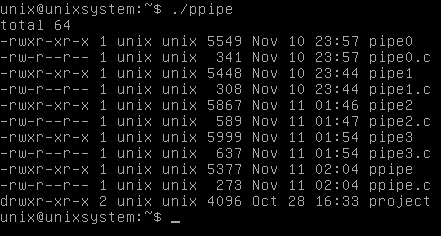 unix@unixsystem:~$ ./ppipe
total 64
-rwxr-xr-x 1 unix unix 5549 Nov 10 23:57 pipe0
-rw-r--r-- 1 unix unix  341 Nov 10 23:57 pipe0.c
-rwxr-xr-x 1 unix unix 5448 Nov 10 23:44 pipe1
-rw-r--r-- 1 unix unix  308 Nov 10 23:44 pipe1.c
-rwxr-xr-x 1 unix unix 5867 Nov 11 01:46 pipe2
-rw-r--r-- 1 unix unix  589 Nov 11 01:47 pipe2.c
-rwxr-xr-x 1 unix unix 5999 Nov 11 01:54 pipe3
-rw-r--r-- 1 unix unix  637 Nov 11 01:54 pipe3.c
-rwxr-xr-x 1 unix unix 5377 Nov 11 02:04 ppipe
-rw-r--r-- 1 unix unix  273 Nov 11 02:04 ppipe.c
drwxr-xr-x 2 unix unix 4096 Oct 28 16:33 project
unix@unixsystem:~$ _